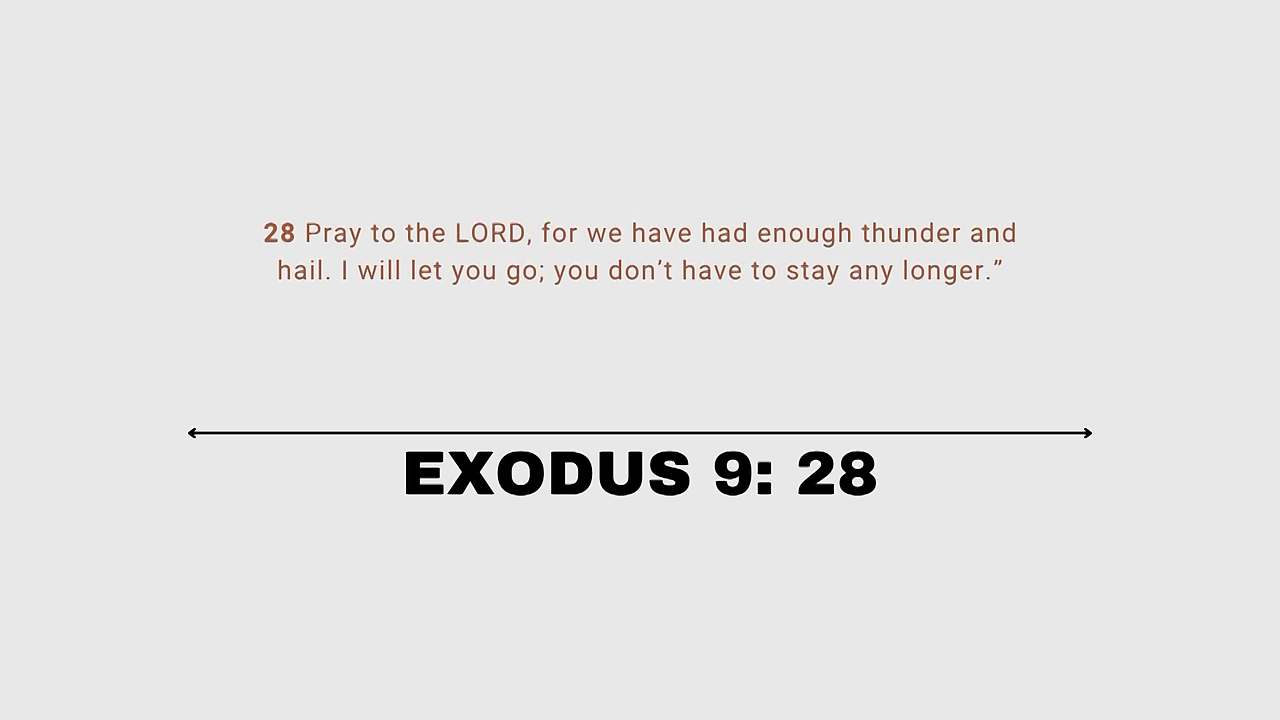 28 Pray to the LORD, for we have had enough thunder and
hail. I will let you go; you don’t have to stay any longer.”
EXODUS 9: 28